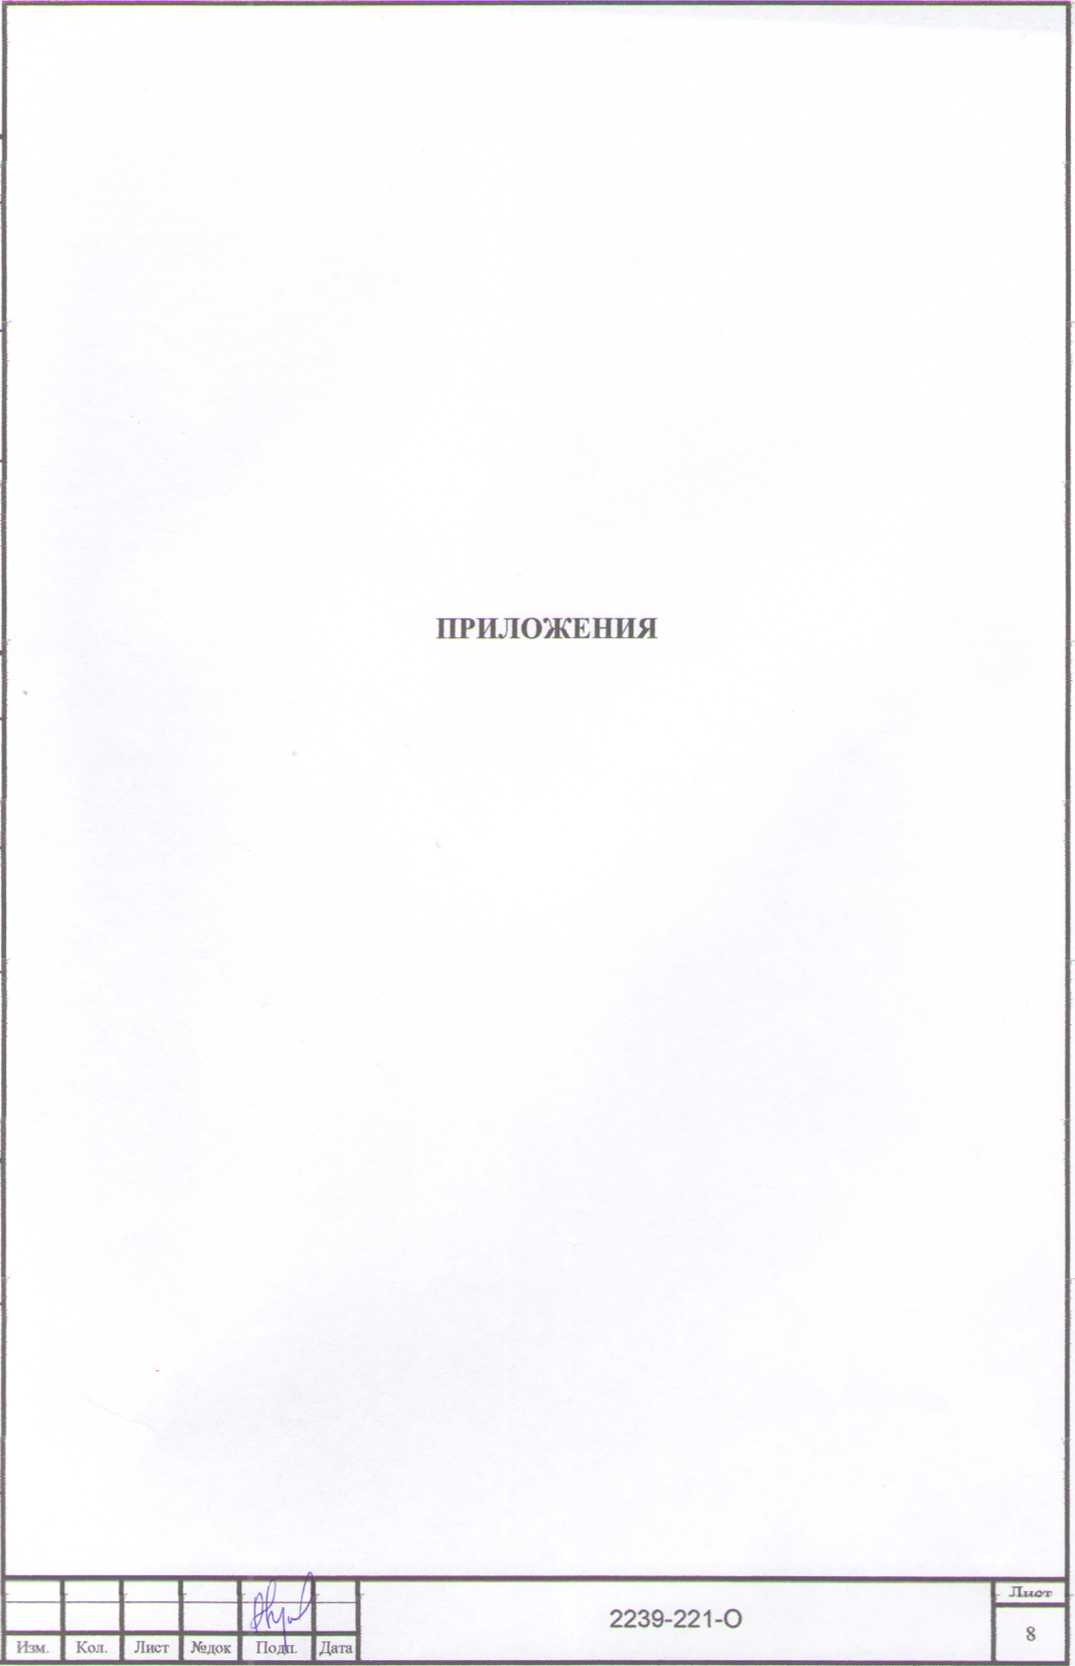 ПРИЛОЖЕНИЯ
Изм. Кол. Лист №док Подп. Дата
2239-221-О
Лист
8